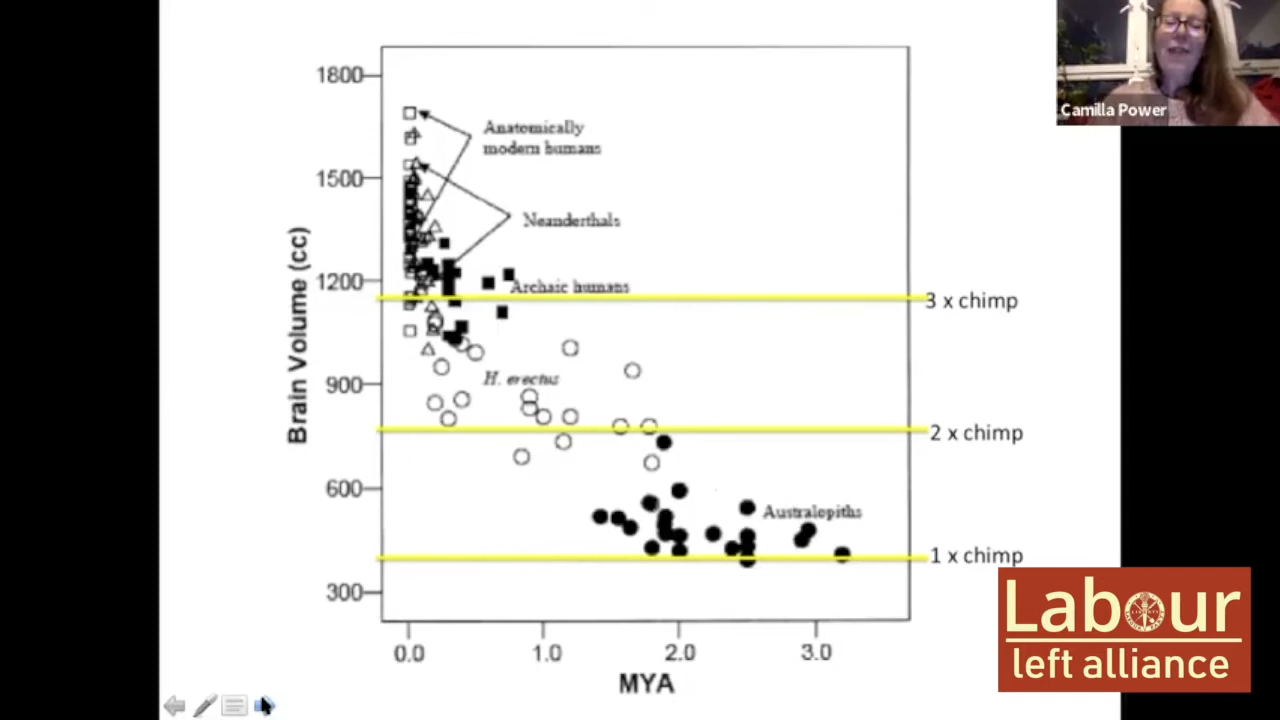 1800
1500
1200
900
600
300
Brain Volume (cc)
Anatomically
modern humans
Neanderthals
Archaic humans
H. erectus
Australopiths
3 x chimp
2 x chimp
1 x chimp
0.0
1.0
2.0
3.0
MYA
Camilla Power
Labour
left alliance